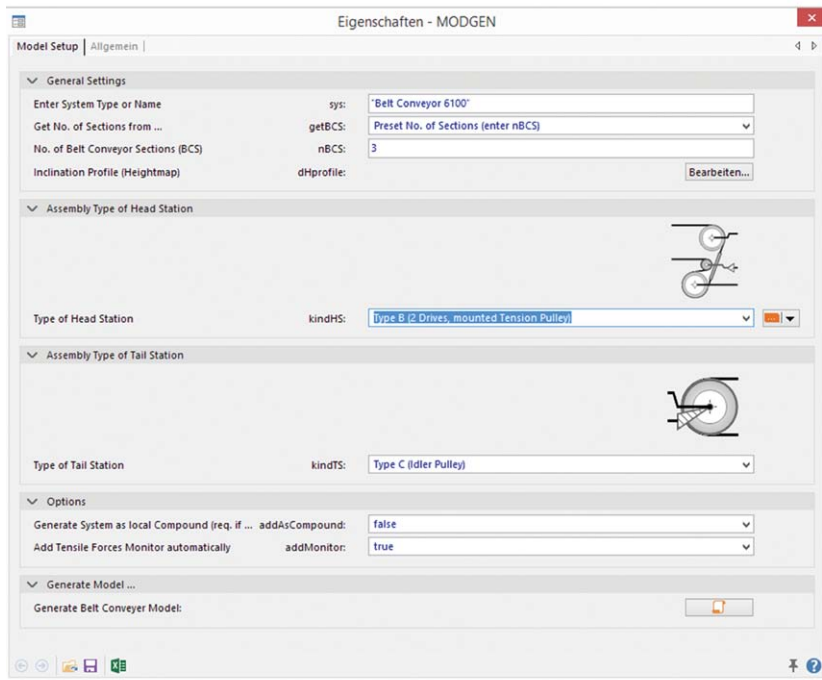 Eigenschaften - MODGEN
Model Setup Allgemein
General Settings
Enter System Type or Name sys: "Belt Conveyor 6100"
Get No. of Sections from ... getBCS: Preset No. of Sections (enter nBCS)
No. of Belt Conveyor Sections (BCS) nBCS: 3
Inclination Profile (Heightmap) dHprofile: Bearbeiten...
Assembly Type of Head Station
Type of Head Station kindHS: Type B (2 Drives, mounted Tension Pulley)
Assembly Type of Tail Station
Type of Tail Station kindTS: Type C (Idler Pulley)
Options
Generate System as local Compound (req. if ... addAsCompound: false
Add Tensile Forces Monitor automatically addMonitor: true
Generate Model ...
Generate Belt Conveyer Model: